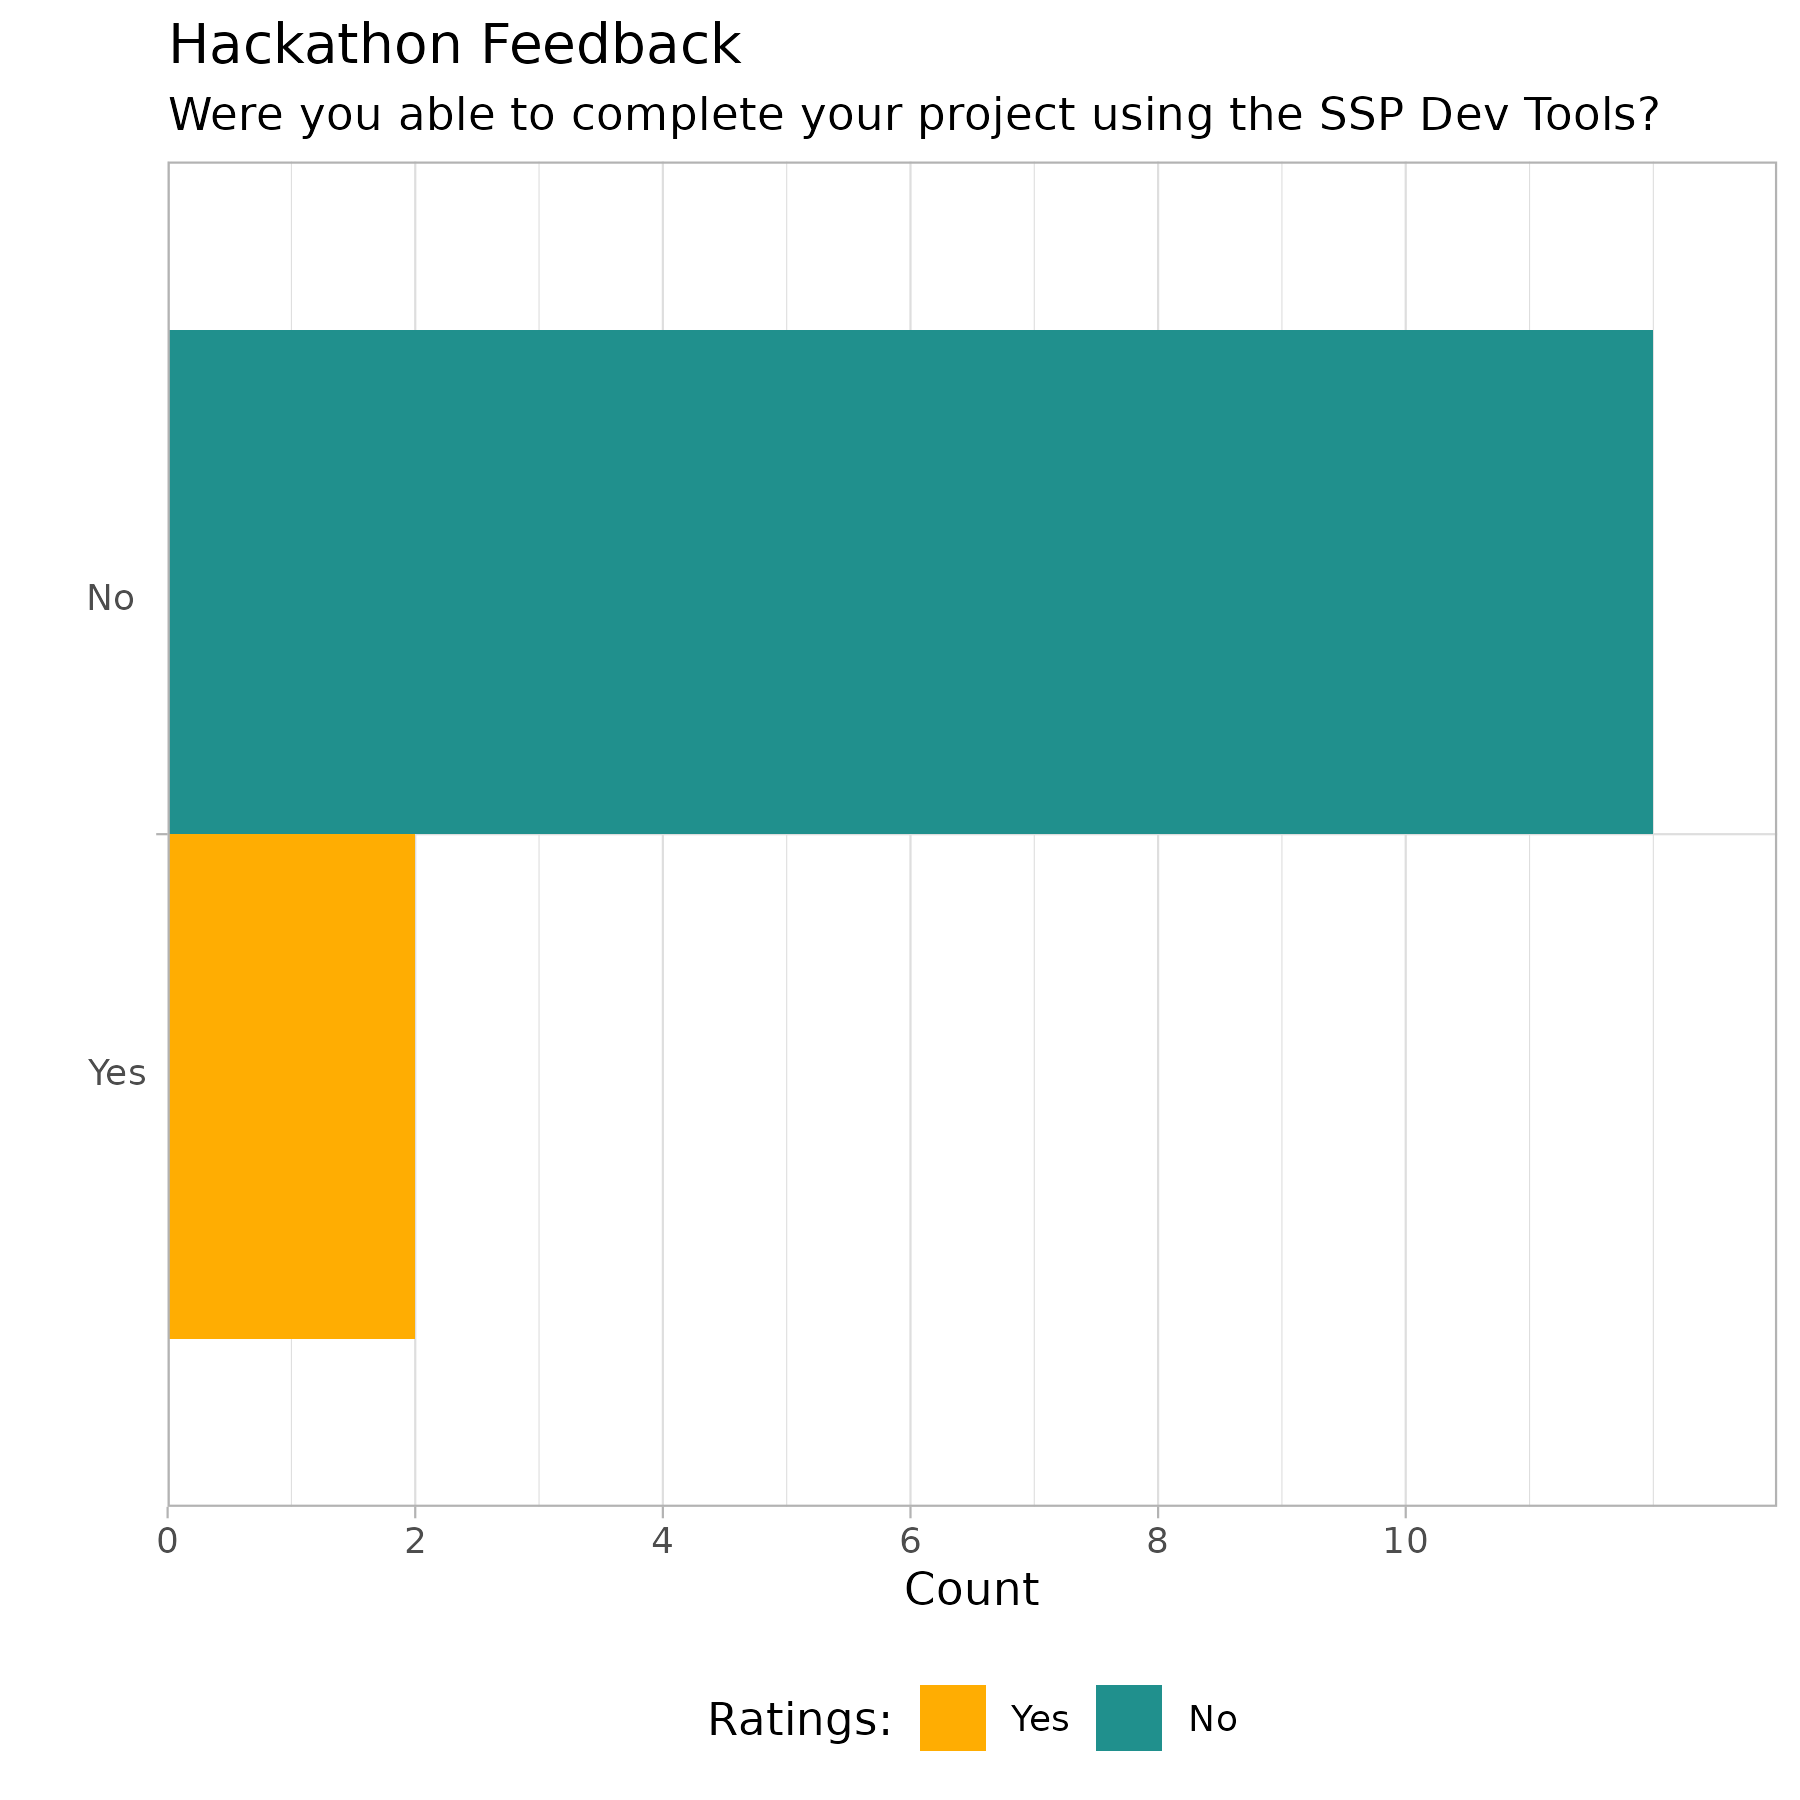 Hackathon Feedback
Were you able to complete your project using the SSP Dev Tools?
No
Yes
0 2 4 6 8 10
Count
Ratings: Yes No